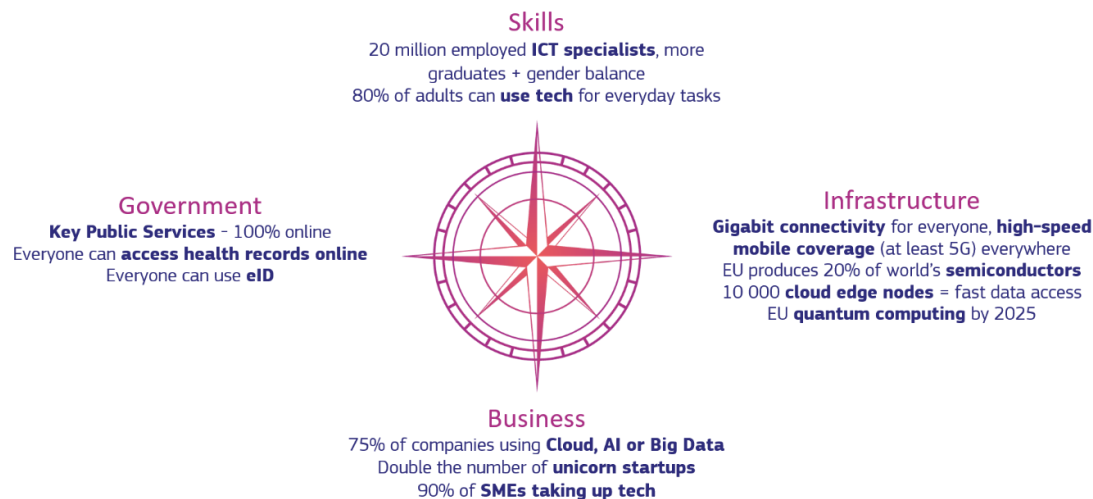 Skills
20 million employed ICT specialists, more
graduates + gender balance
80% of adults can use tech for everyday tasks
Government
Key Public Services - 100% online
Everyone can access health records online
Everyone can use eID
Infrastructure
Gigabit connectivity for everyone, high-speed
mobile coverage (at least 5G) everywhere
EU produces 20% of world's semiconductors
10 000 cloud edge nodes = fast data access
EU quantum computing by 2025
Business
75% of companies using Cloud, AI or Big Data
Double the number of unicorn startups
90% of SMEs taking up tech